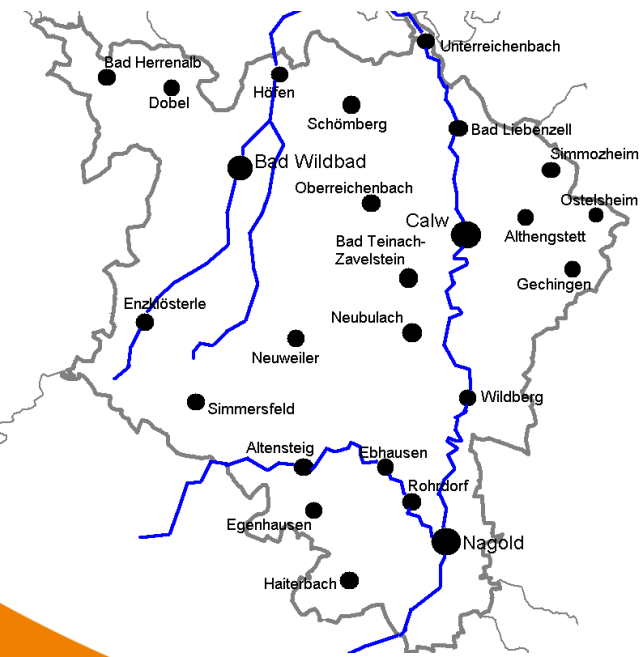 Unterreichenbach
Bad Herrenalb
Dobel
Höfen
Schömberg
Bad Liebenzell
Simmozheim
Bad Wildbad
Oberreichenbach
Ostelsheim
Calw
Althengstett
Bad Teinach-
Zavelstein
Gechingen
Enzklösterle
Neubulach
Neuweiler
Wildberg
Simmersfeld
Altensteig
Ebhausen
Rohrdorf
Egenhausen
Nagold
Haiterbach